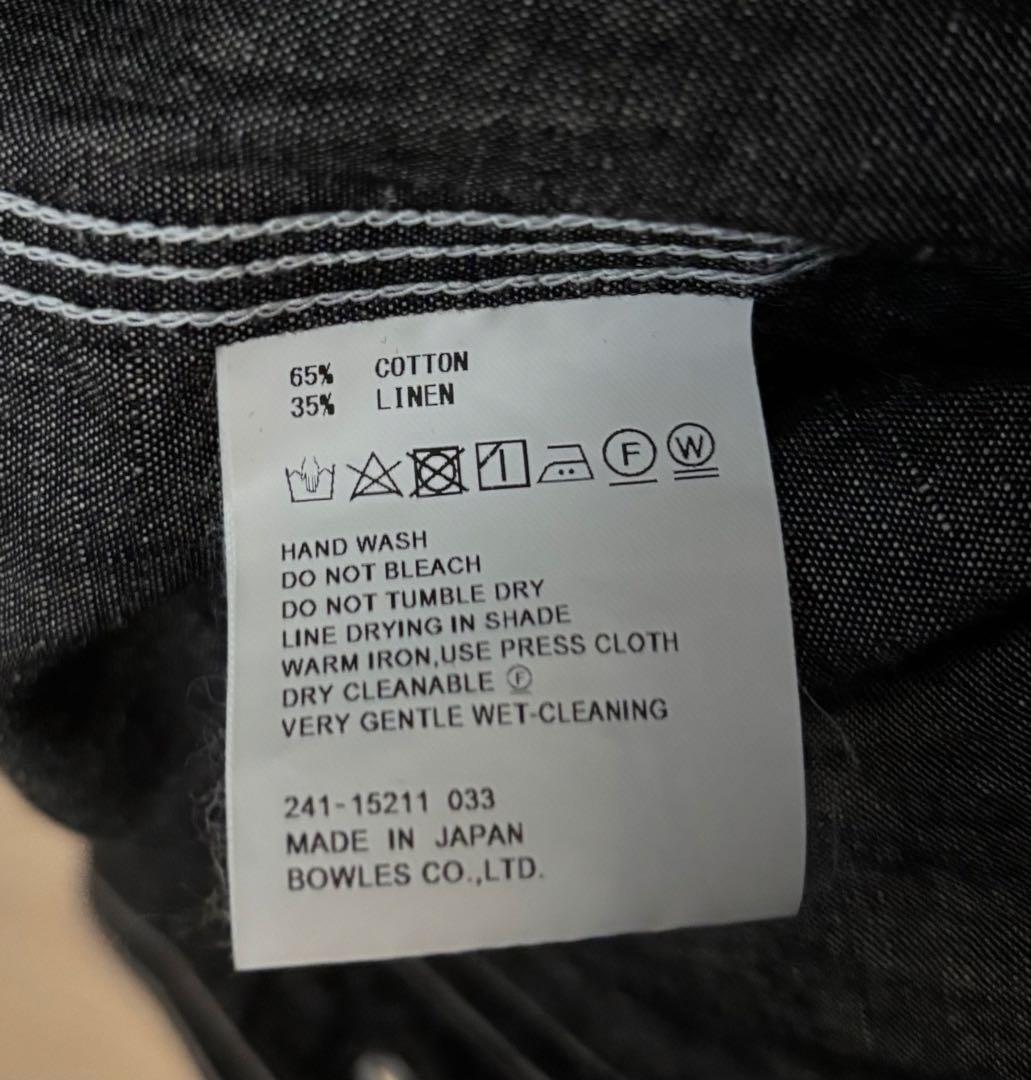 65% COTTON
35% LINEN
F W
HAND WASH
DO NOT BLEACH
DO NOT TUMBLE DRY
LINE DRYING IN SHADE
WARM IRON,USE PRESS CLOTH
DRY CLEANABLE Ⓕ
VERY GENTLE WET-CLEANING
241-15211 033
MADE IN JAPAN
BOWLES CO.,LTD.